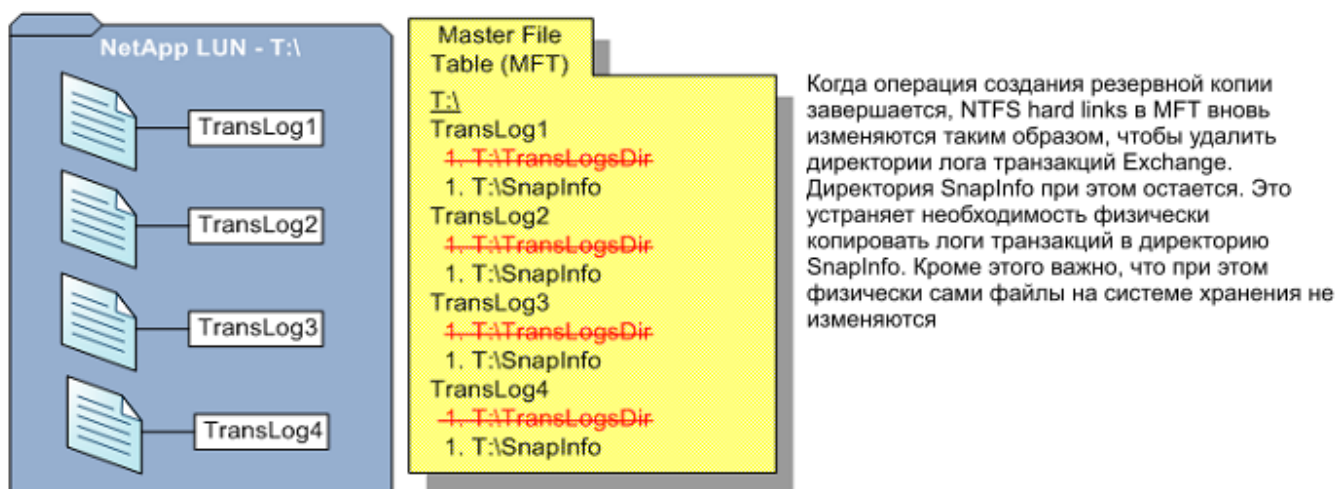 NetApp LUN - T:\
TransLog1
TransLog2
TransLog3
TransLog4
Master File
Table (MFT)
T:\
TransLog1
1. T:\TransLogsDir
1. T:\SnapInfo
TransLog2
1. T:\TransLogsDir
1. T:\SnapInfo
TransLog3
1. T:\TransLogsDir
1. T:\SnapInfo
TransLog4
1. T:\TransLogsDir
1. T:\SnapInfo
Когда операция создания резервной копии
завершается, NTFS hard links в MFT вновь
изменяются таким образом, чтобы удалить
директории лога транзакций Exchange.
Директория SnapInfo при этом остается. Это
устраняет необходимость физически
копировать логи транзакций в директорию
SnapInfo. Кроме этого важно, что при этом
физически сами файлы на системе хранения не
изменяются